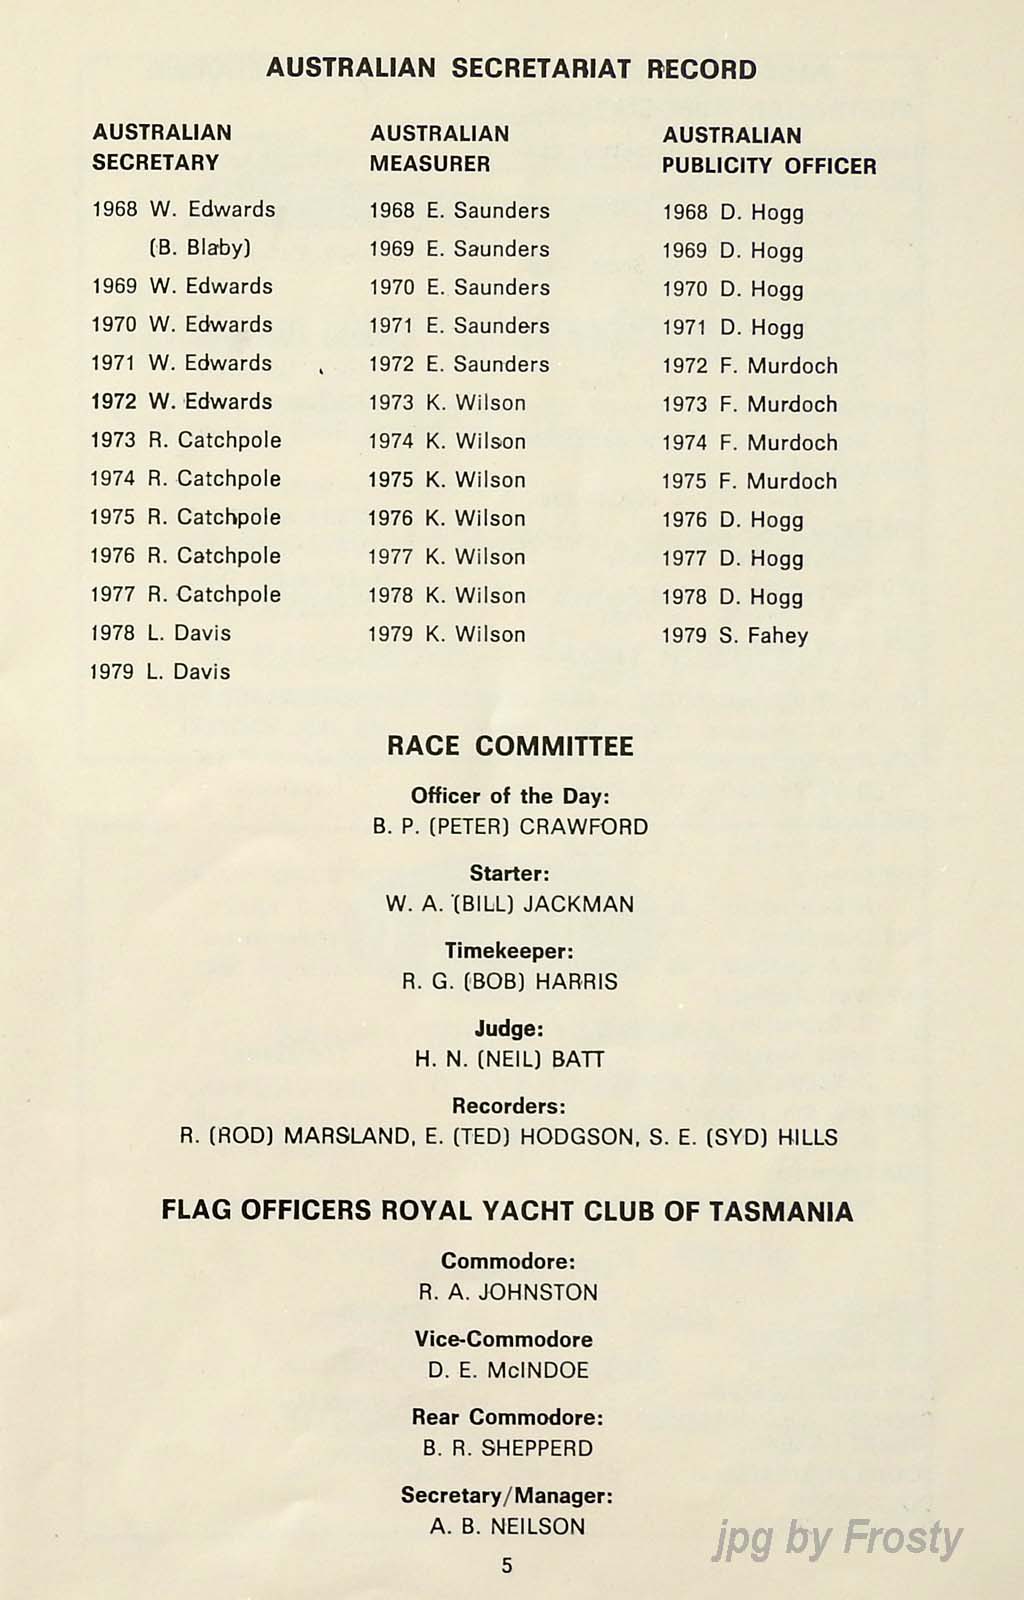 AUSTRALIAN SECRETARIAT RECORD
AUSTRALIAN
SECRETARY
1968 W. Edwards
(B. Blaby)
1969 W. Edwards
1970 W. Edwards
1971 W. Edwards
1972 W. Edwards
1973 R. Catchpole
1974 R. Catchpole
1975 R. Catchpole
1976 R. Catchpole
1977 R. Catchpole
1978 L. Davis
1979 L. Davis
AUSTRALIAN
MEASURER
1968 E. Saunders
1969 E. Saunders
1970 E. Saunders
1971 E. Saunders
1972 E. Saunders
1973 K. Wilson
1974 K. Wilson
1975 K. Wilson
1976 K. Wilson
1977 K. Wilson
1978 K. Wilson
1979 K. Wilson
AUSTRALIAN
PUBLICITY OFFICER
1968 D. Hogg
1969 D. Hogg
1970 D. Hogg
1971 D. Hogg
1972 F. Murdoch
1973 F. Murdoch
1974 F. Murdoch
1975 F. Murdoch
1976 D. Hogg
1977 D. Hogg
1978 D. Hogg
1979 S. Fahey
RACE COMMITTEE
Officer of the Day:
B. P. (PETER) CRAWFORD
Starter:
W. A. (BILL) JACKMAN
Timekeeper:
R. G. (BOB) HARRIS
Judge:
H. N. (NEIL) BATT
Recorders:
R. (ROD) MARSLAND, E. (TED) HODGSON, S. E. (SYD) HILLS
FLAG OFFICERS ROYAL YACHT CLUB OF TASMANIA
Commodore:
R. A. JOHNSTON
Vice-Commodore
D. E. McINDOE
Rear Commodore:
B. R. SHEPPERD
Secretary/Manager:
A. B. NEILSON
5
jpg by Frosty